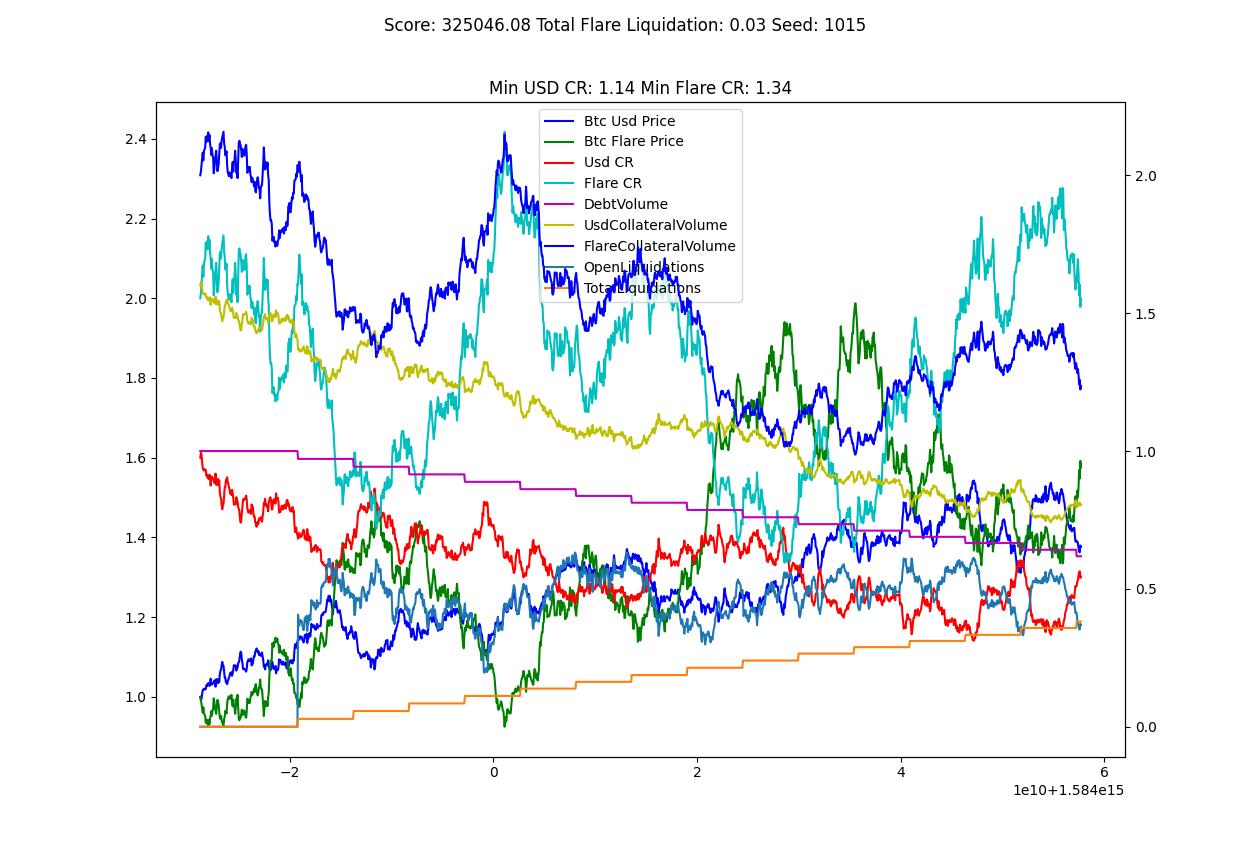 Score: 325046.08 Total Flare Liquidation: 0.03 Seed: 1015
Min USD CR: 1.14 Min Flare CR: 1.34
Btc Usd Price
Btc Flare Price
Usd CR
Flare CR
DebtVolume
UsdCollateralVolume
FlareCollateralVolume
OpenLiquidations
TotalLiquidations
2.4
2.2
2.0
1.8
1.6
1.4
1.2
1.0
2.0
1.5
1.0
0.5
0.0
−2
0
2
4
6
1e10+1.584e15